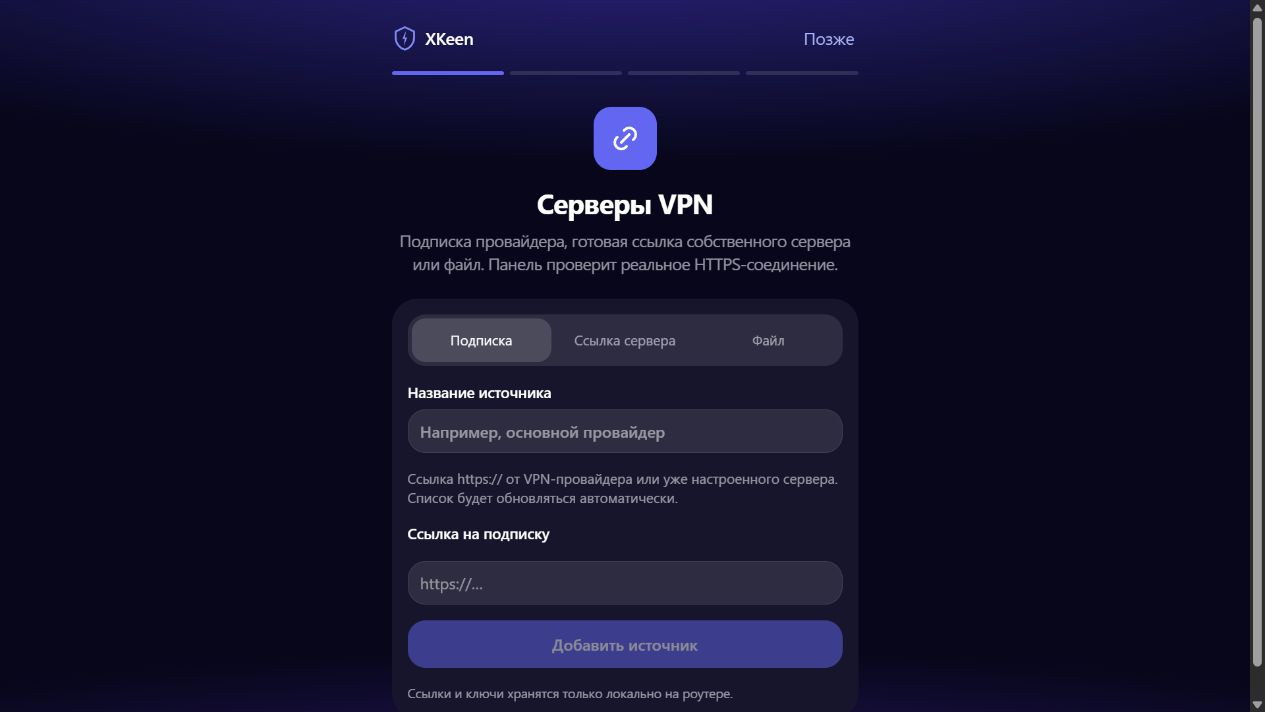 XKeen
Позже
Серверы VPN
Подписка провайдера, готовая ссылка собственного сервера
или файл. Панель проверит реальное HTTPS-соединение.
Подписка
Ссылка сервера
Файл
Название источника
Например, основной провайдер
Ссылка https:// от VPN-провайдера или уже настроенного сервера.
Список будет обновляться автоматически.
Ссылка на подписку
https://...
Добавить источник
Ссылки и ключи хранятся только локально на роутере.